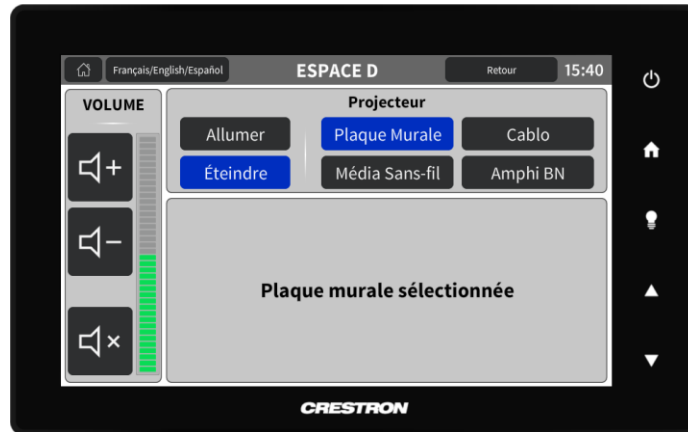 Français/English/Español
ESPACE D
Retour
15:40
VOLUME
Projecteur
Allumer
Plaque Murale
Cablo
Éteindre
Média Sans-fil
Amphi BN
Plaque murale sélectionnée
CRESTRON